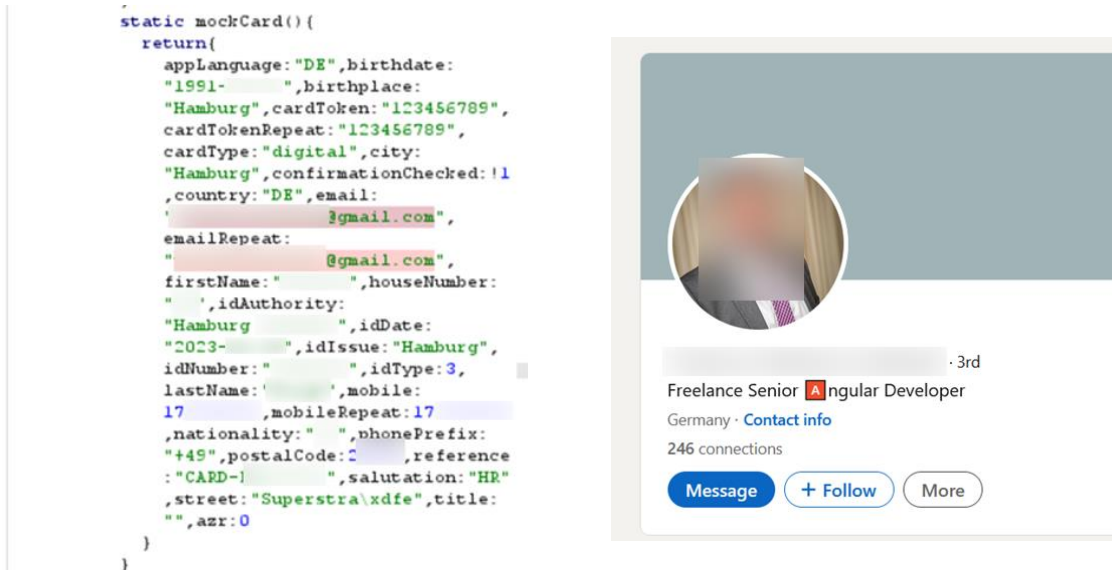 static mockCard(){
return{
appLanguage:"DE",birthdate:
"1991-      ",birthplace:
"Hamburg",cardToken:"123456789",
cardTokenRepeat:"123456789",
cardType:"digital",city:
"Hamburg",confirmationChecked:!1
,country:"DE",email:
"@gmail.com",
emailRepeat:
"@gmail.com",
firstName:"      ",houseNumber:
"   ",idAuthority:
"Hamburg      ",idDate:
"2023-      ",idIssue:"Hamburg",
idNumber:"      ",idType:3,
lastName:"      ",mobile:
17      ,mobileRepeat:17
,nationality:"  ",phonePrefix:
"+49",postalCode:2      ,reference
:"CARD-      ",salutation:"HR"
,street:"Superstra\xdfe",title:
"",azr:0
}
}
· 3rd
Freelance Senior 🅰ngular Developer
Germany · Contact info
246 connections
Message
+ Follow
More